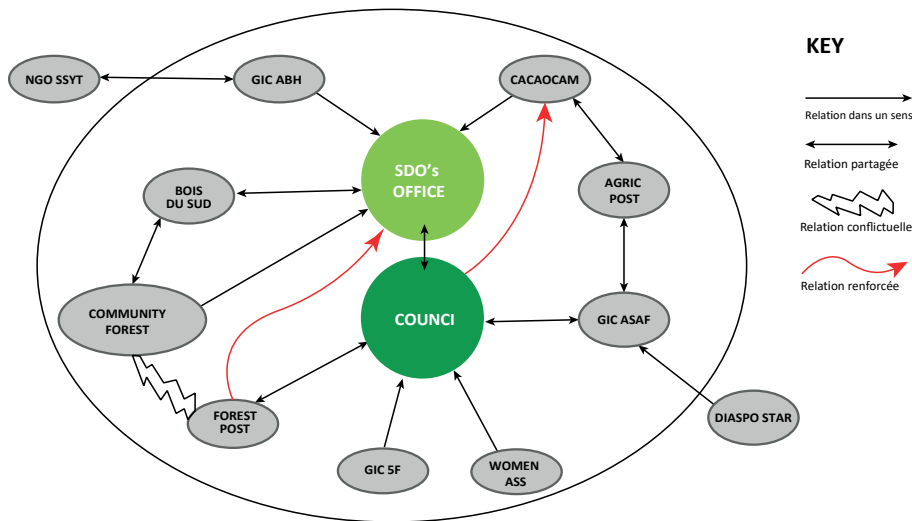 KEY
NGO SSYT
GIC ABH
CACAOCAM
Relation dans un sens
SDO's
OFFICE
Relation partagée
BOIS
DU SUD
AGRIC
POST
Relation conflictuelle
Relation renforcée
COMMUNITY
FOREST
COUNCI
GIC ASAF
FOREST
POST
DIASPO STAR
GIC 5F
WOMEN
ASS